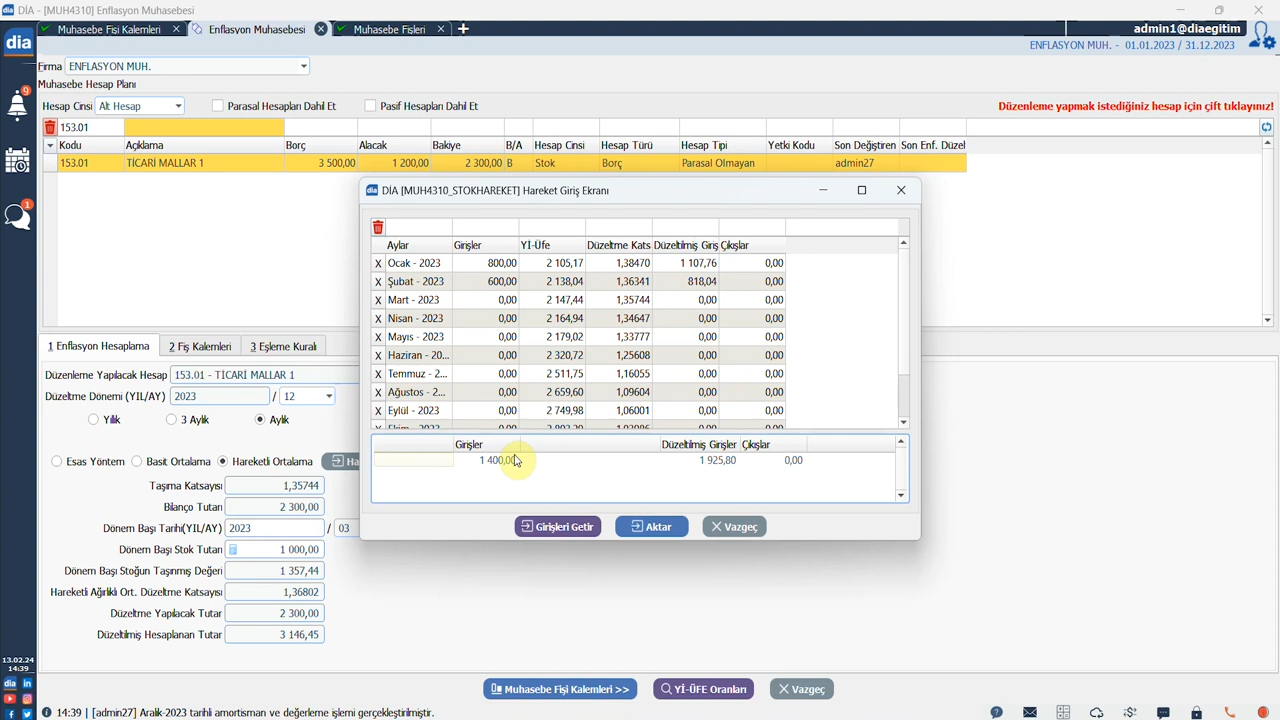 DİA - [MUH4310] Enflasyon Muhasebesi
Muhasebe Fişi Kalemleri
Enflasyon Muhasebesi
Muhasebe Fişleri
admin1@diaegitim
ENFLASYON MUH. - 01.01.2023 / 31.12.2023
dia
9
1
Firma ENFLASYON MUH.
Muhasebe Hesap Planı
Hesap Cinsi Alt Hesap Parasal Hesapları Dahil Et Pasif Hesapları Dahil Et Düzenleme yapmak istediğiniz hesap için çift tıklayınız!
153.01
Kodu Açıklama Borç Alacak Bakiye B/A Hesap Cinsi Hesap Türü Hesap Tipi Yetki Kodu Son Değiştiren Son Enf. Düzel
153.01 TİCARİ MALLAR 1 3 500,00 1 200,00 2 300,00 B Stok Borç Parasal Olmayan admin27
DİA [MUH4310_STOKHAREKET] Hareket Giriş Ekranı
Aylar Girişler Yİ-Üfe Düzeltme Kats Düzeltilmiş Giriş Çıkışlar
X Ocak - 2023 800,00 2 105,17 1,38470 1 107,76 0,00
X Şubat - 2023 600,00 2 138,04 1,36341 818,04 0,00
X Mart - 2023 0,00 2 147,44 1,35744 0,00 0,00
X Nisan - 2023 0,00 2 164,94 1,34647 0,00 0,00
X Mayıs - 2023 0,00 2 179,02 1,33777 0,00 0,00
X Haziran - 20... 0,00 2 320,72 1,25608 0,00 0,00
X Temmuz - 2... 0,00 2 511,75 1,16055 0,00 0,00
X Ağustos - 2... 0,00 2 659,60 1,09604 0,00 0,00
X Eylül - 2023 0,00 2 749,98 1,06001 0,00 0,00
Girişler Düzeltilmiş Girişler Çıkışlar
1 400,00 1 925,80 0,00
Girişleri Getir Aktar Vazgeç
1 Enflasyon Hesaplama 2 Fiş Kalemleri 3 Eşleme Kuralı
Düzenleme Yapılacak Hesap 153.01 - TİCARİ MALLAR 1
Düzeltme Dönemi (YIL/AY) 2023 / 12
Yıllık 3 Aylık Aylık
Esas Yöntem Basit Ortalama Hareketli Ortalama Ha
Taşıma Katsayısı 1,35744
Bilanço Tutarı 2 300,00
Dönem Başı Tarihi(YIL/AY) 2023 / 03
Dönem Başı Stok Tutarı 1 000,00
Dönem Başı Stoğun Taşınmış Değeri 1 357,44
Hareketli Ağırlıklı Ort. Düzeltme Katsayısı 1,36802
Düzeltme Yapılacak Tutar 2 300,00
Düzeltilmiş Hesaplanan Tutar 3 146,45
Muhasebe Fişi Kalemleri >> Yİ-ÜFE Oranları Vazgeç
13.02.24
14:39
dia
14:39 | [admin27] Aralık-2023 tarihli amortisman ve değerleme işlemi gerçekleştirilmiştir.